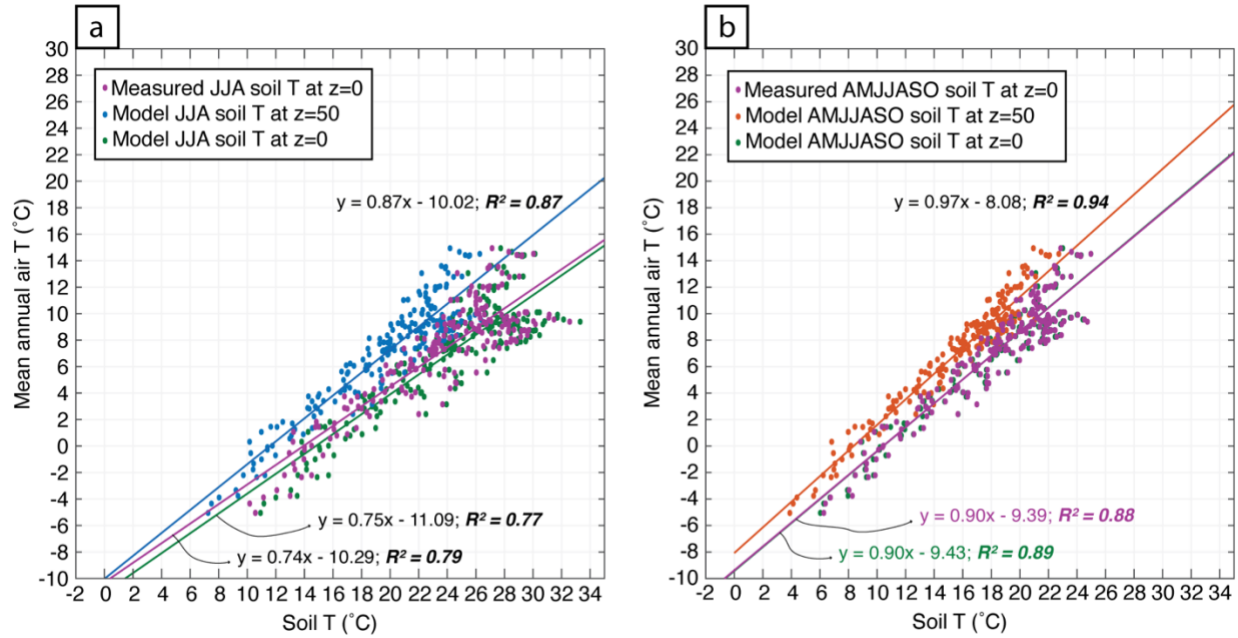 a
30
28
26
24
22
20
18
16
14
12
10
8
6
4
2
0
-2
-4
-6
-8
-10
Mean annual air T (˚C)
Measured JJA soil T at z=0
Model JJA soil T at z=50
Model JJA soil T at z=0
y = 0.87x - 10.02; R² = 0.87
y = 0.75x - 11.09; R² = 0.77
y = 0.74x - 10.29; R² = 0.79
-2 0 2 4 6 8 10 12 14 16 18 20 22 24 26 28 30 32 34
Soil T (˚C)
b
30
28
26
24
22
20
18
16
14
12
10
8
6
4
2
0
-2
-4
-6
-8
-10
Mean annual air T (˚C)
Measured AMJJASO soil T at z=0
Model AMJJASO soil T at z=50
Model AMJJASO soil T at z=0
y = 0.97x - 8.08; R² = 0.94
y = 0.90x - 9.39; R² = 0.88
y = 0.90x - 9.43; R² = 0.89
-2 0 2 4 6 8 10 12 14 16 18 20 22 24 26 28 30 32 34
Soil T (˚C)